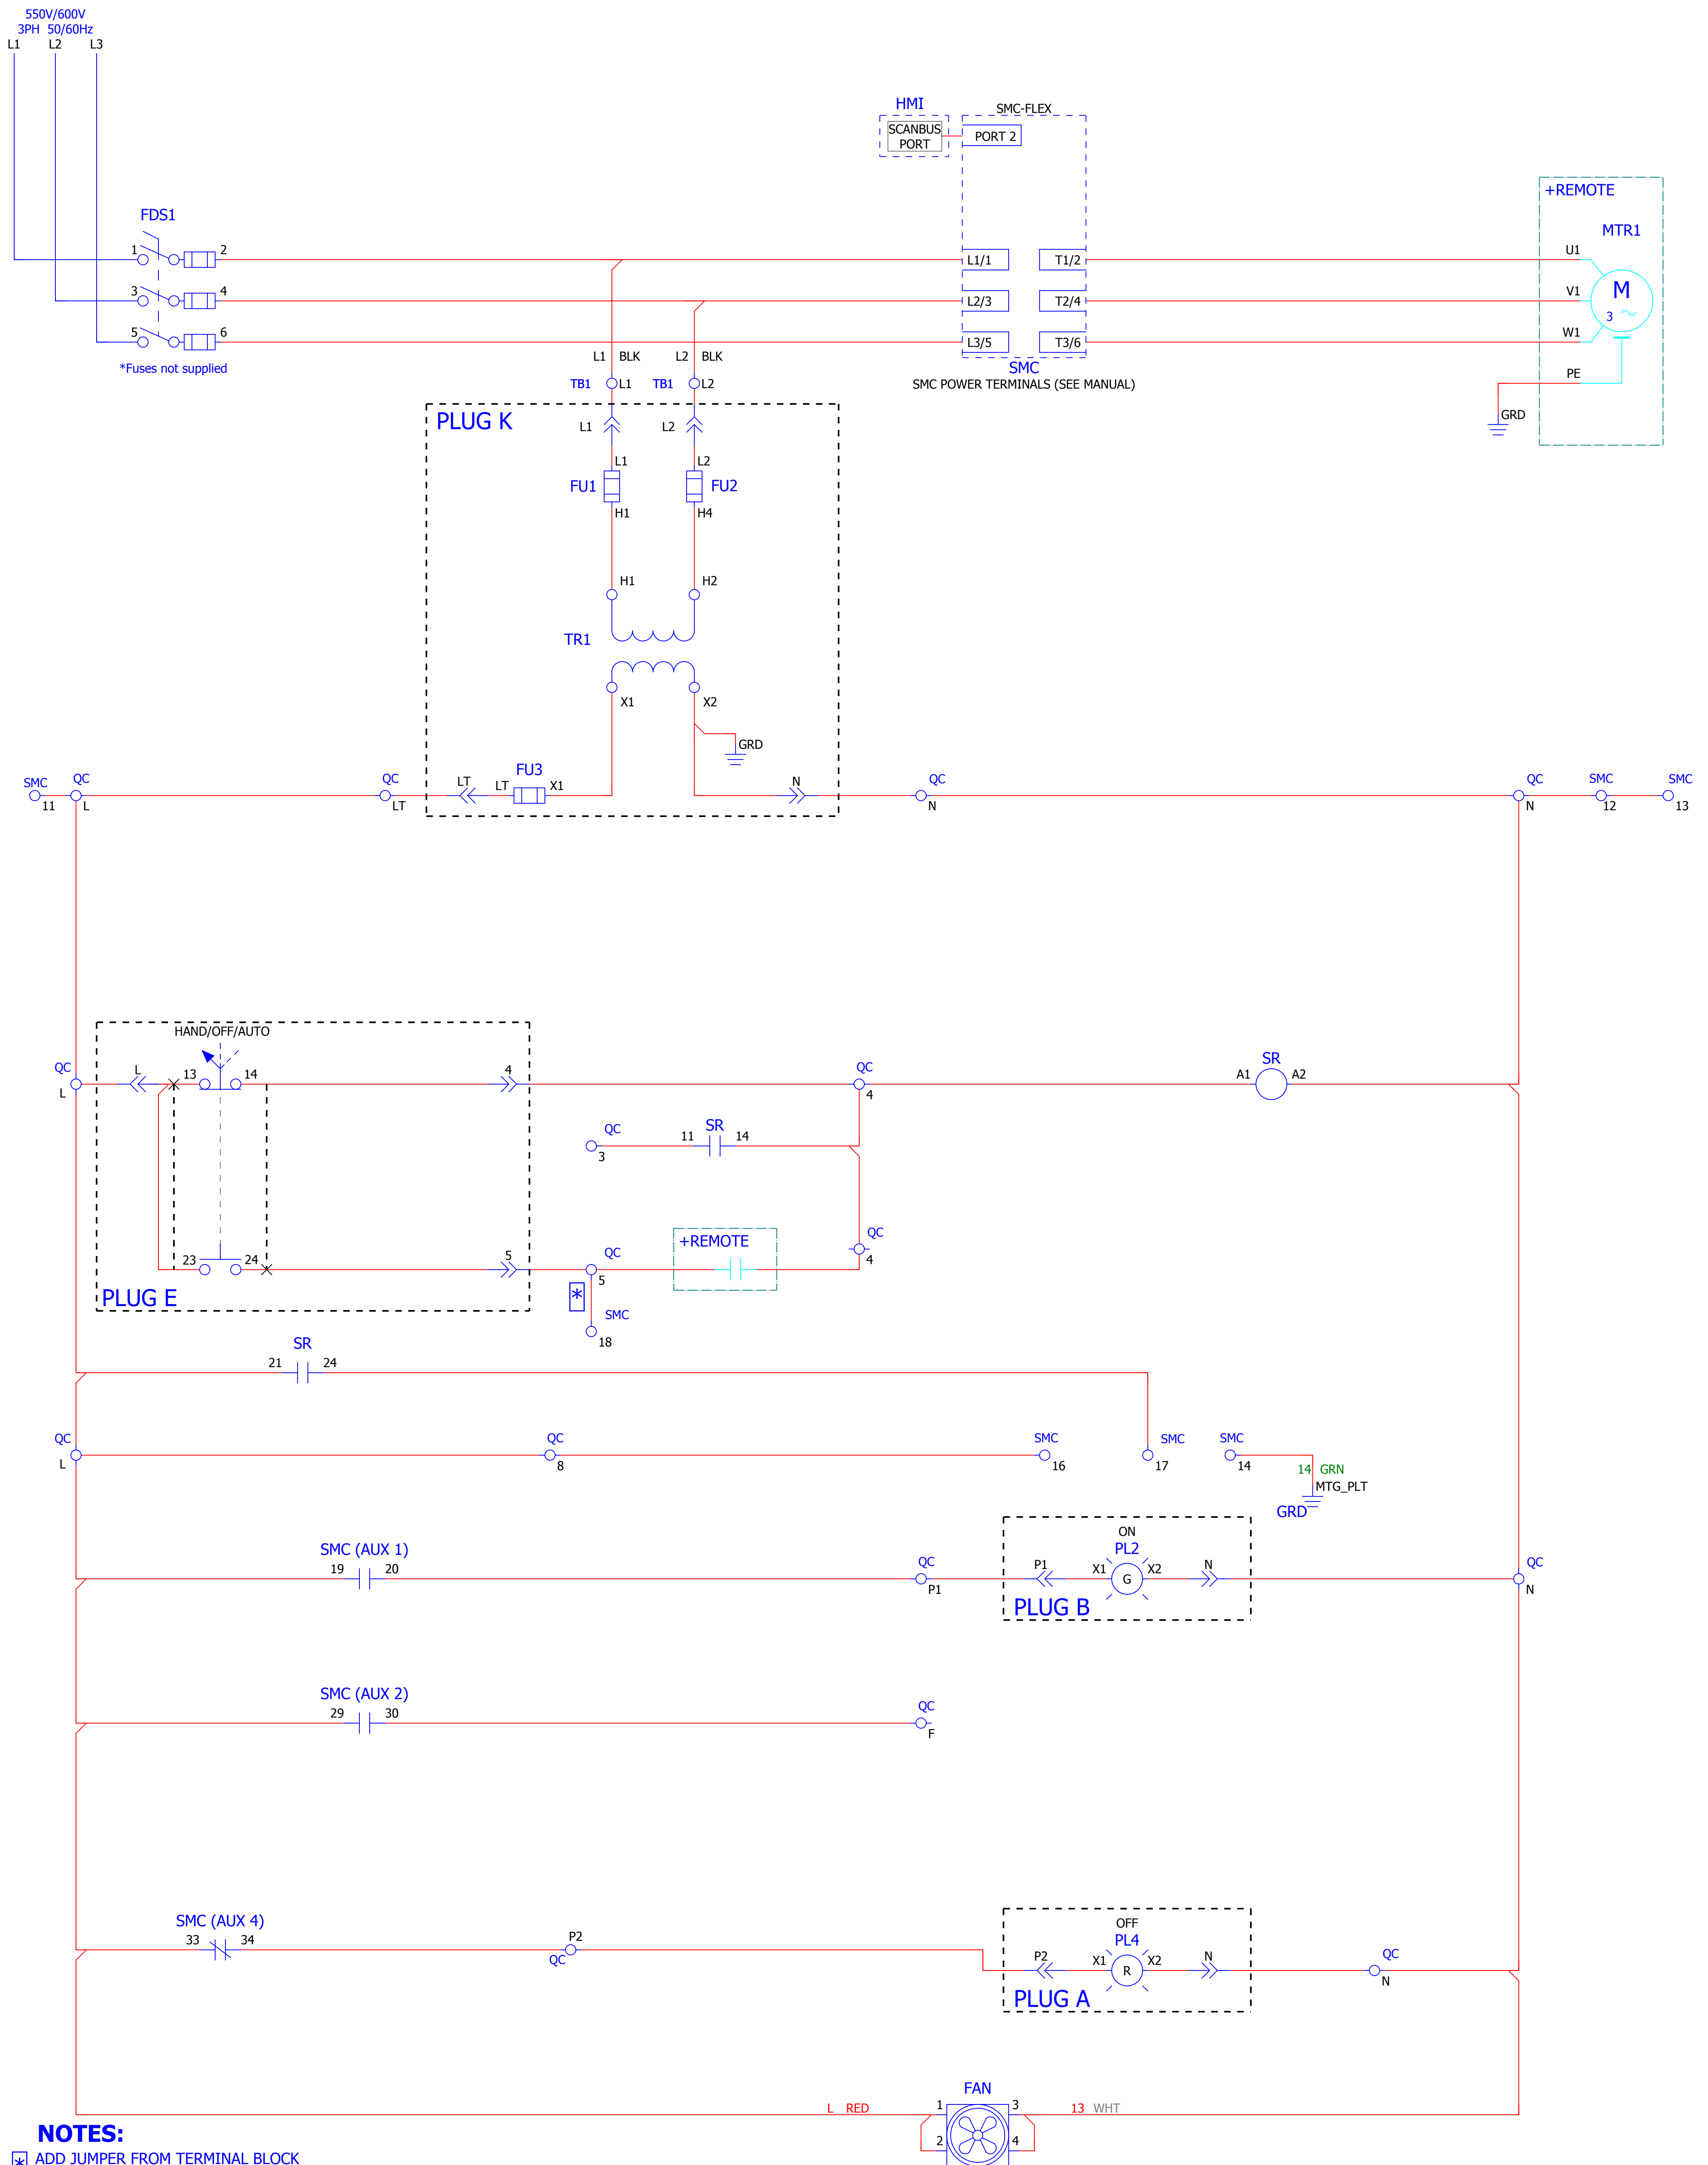 550V/600V
3PH 50/60Hz
L1 L2 L3
HMI
SCANBUS
PORT
SMC-FLEX
PORT 2
+REMOTE
MTR1
FDS1
1 2
L1/1 T1/2
U1
3 4
L2/3 T2/4
V1
M
3
5 6
L3/5 T3/6
W1
*Fuses not supplied
L1 BLK L2 BLK
SMC
SMC POWER TERMINALS (SEE MANUAL)
PE
GRD
TB1 L1 TB1 L2
PLUG K
L1 L2
L1 L2
FU1 FU2
H1 H4
H1 H2
TR1
X1 X2
GRD
SMC QC QC LT LT FU3 X1 N QC QC SMC SMC
11 L LT N N 12 13
HAND/OFF/AUTO
QC L 13 14 4 QC SR
L 4 A1 A2
QC SR
3 11 14
QC
4
+REMOTE
23 24 5 QC
5
PLUG E
*
SMC
18
SR
21 24
QC QC SMC SMC SMC
L 8 16 17 14
14 GRN
MTG_PLT
GRD
SMC (AUX 1)
19 20
QC
P1
ON
PL2
P1 X1 G X2 N
PLUG B
QC
N
SMC (AUX 2)
29 30
QC
F
SMC (AUX 4)
33 34
P2
QC
OFF
PL4
P2 X1 R X2 N
PLUG A
QC
N
FAN
L RED 1 3 13 WHT
2 4
NOTES:
* ADD JUMPER FROM TERMINAL BLOCK